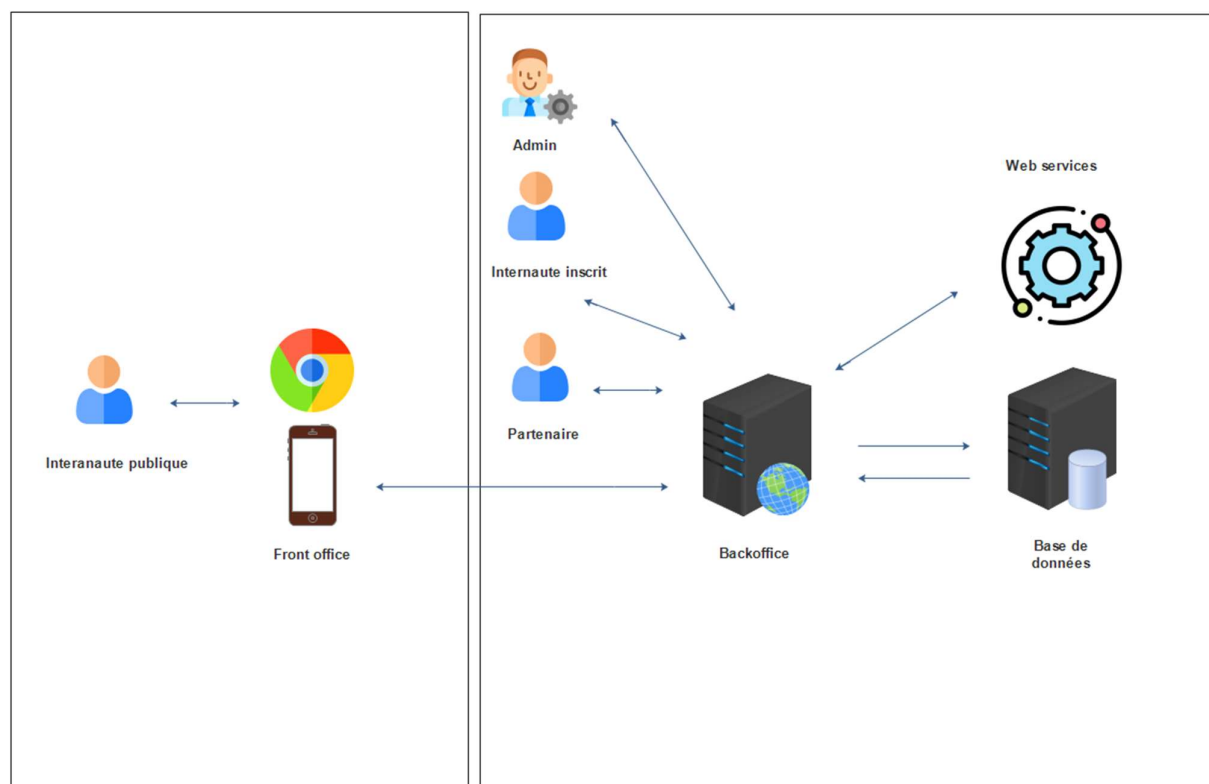 Admin
Web services
Internaute inscrit
Partenaire
Interanaute publique
Front office
Backoffice
Base de
données